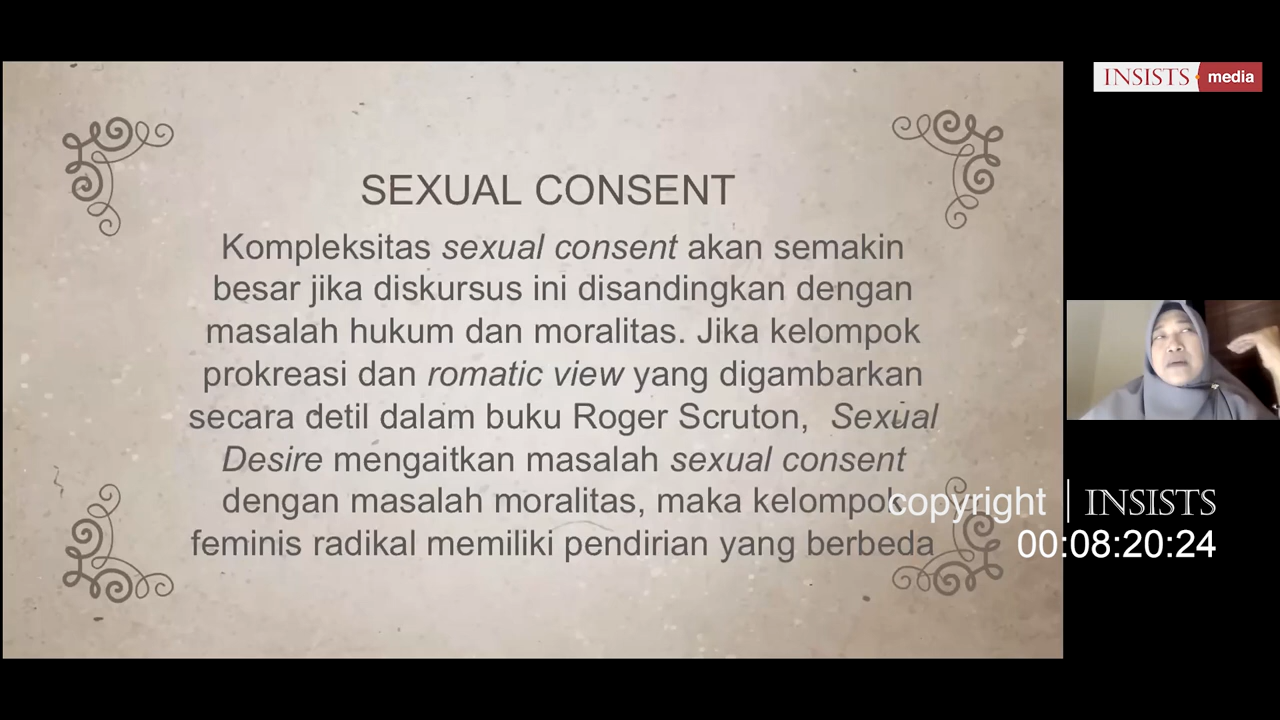 INSISTS media
SEXUAL CONSENT
Kompleksitas sexual consent akan semakin
besar jika diskursus ini disandingkan dengan
masalah hukum dan moralitas. Jika kelompok
prokreasi dan romatic view yang digambarkan
secara detil dalam buku Roger Scruton, Sexual
Desire mengaitkan masalah sexual consent
dengan masalah moralitas, maka kelompok
feminis radikal memiliki pendirian yang berbeda
copyright | INSISTS
00:08:20:24